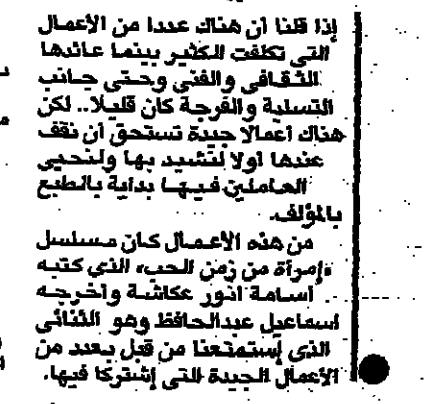 إذا قلنا أن هناك عددا من الأعمال
التى تكلفت الكثير بينما عائدها
الثقافى والفنى وحتى جانب
التسلية والفرجة كان قليلا.. لكن
هناك أعمالا جيدة تستحق أن نقف
عندها أولا لنشيد بها ولنحيى
العاملين فيها بداية بالطبع
بالمؤلف.
من هذه الأعمال كان مسلسل
«إمرأة من زمن الحب» الذى كتبه
أسامة أنور عكاشة وأخرجه
اسماعيل عبدالحافظ وهو الثنائى
الذى إستمتعنا من قبل بعدد من
الأعمال الجيدة التى إشتركا فيها.